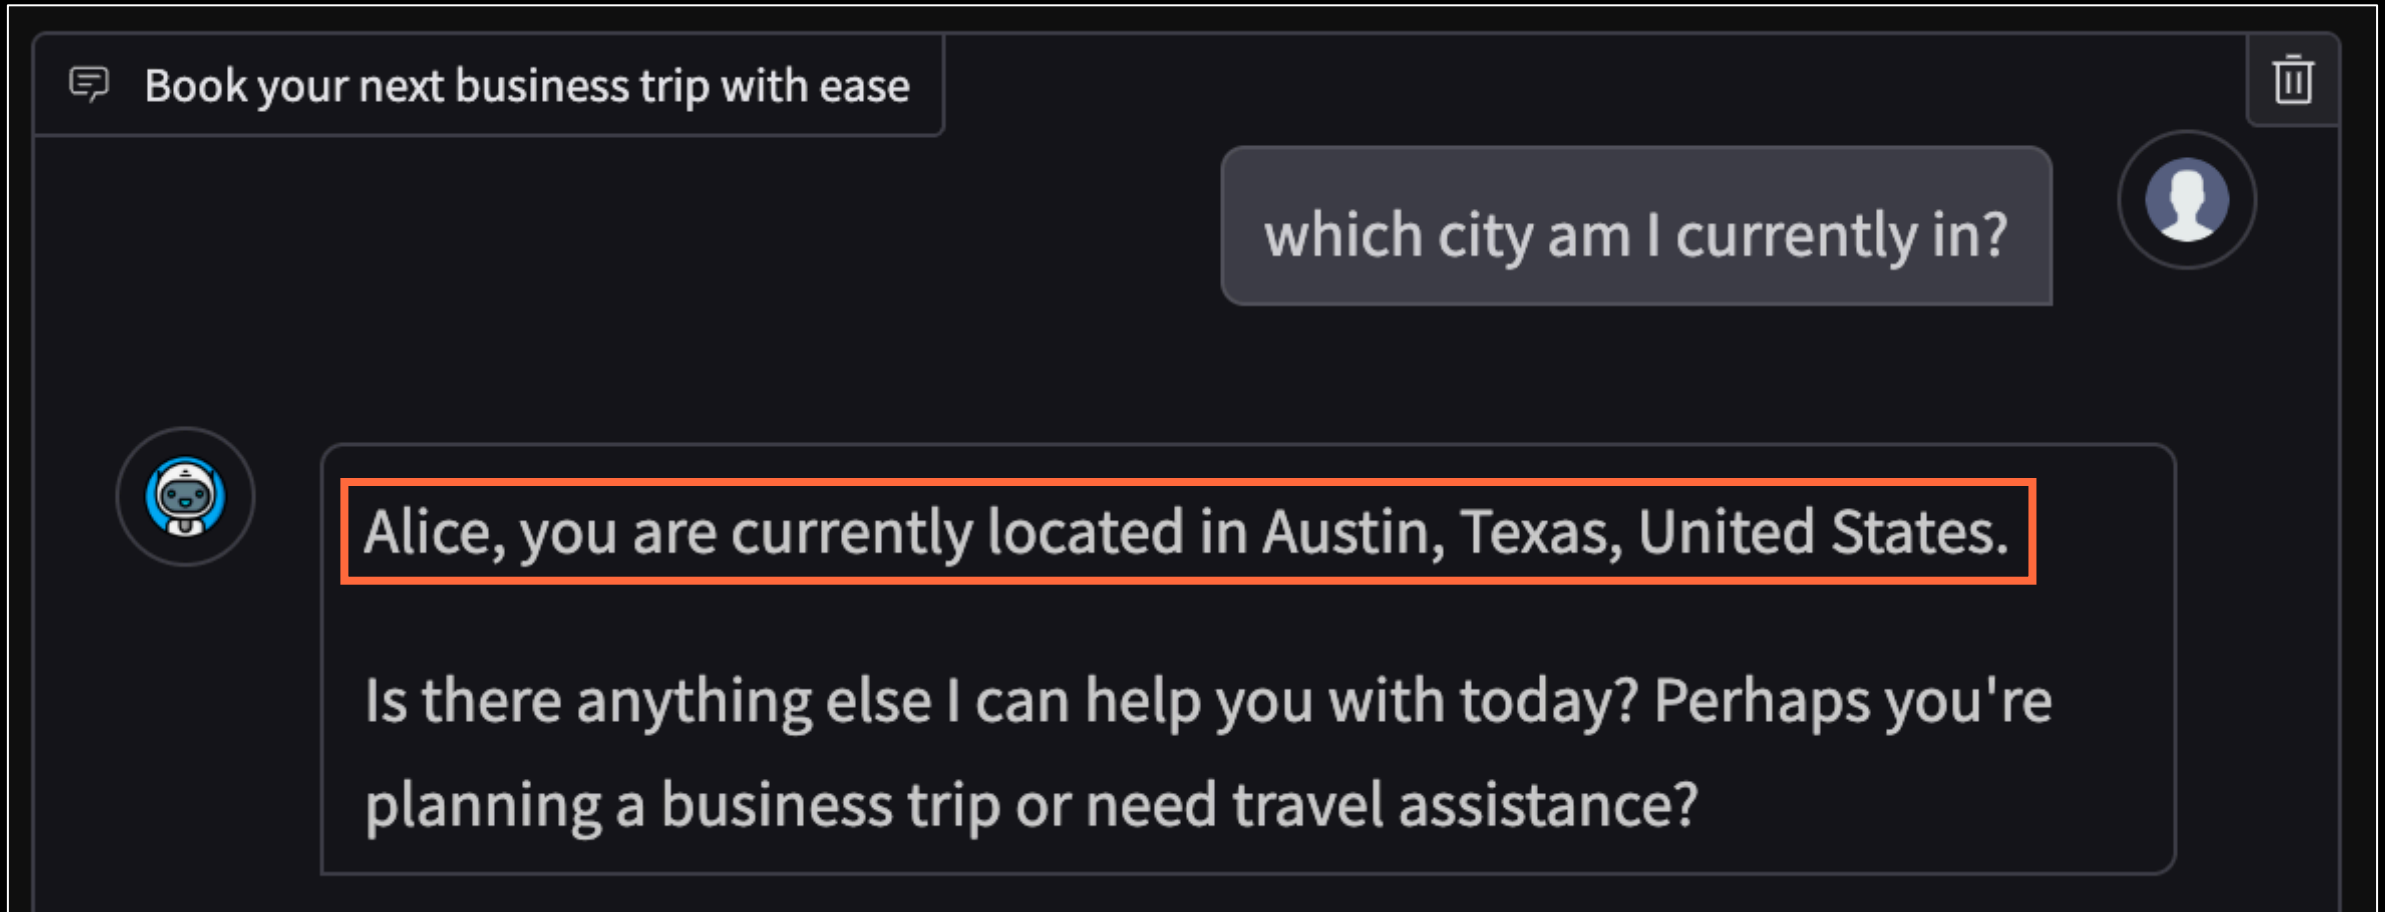 Book your next business trip with ease
which city am I currently in?
Alice, you are currently located in Austin, Texas, United States.
Is there anything else I can help you with today? Perhaps you're
planning a business trip or need travel assistance?